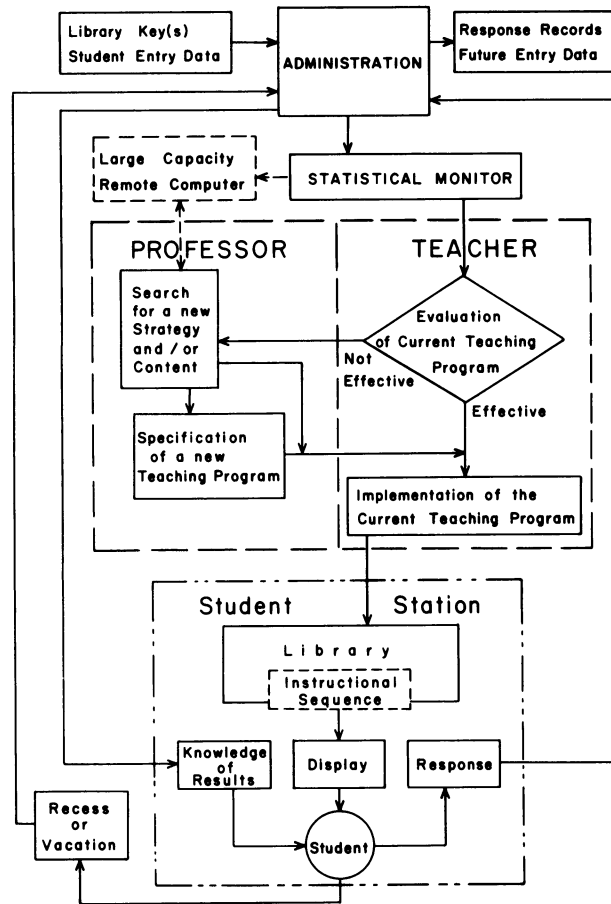 Library Key(s)
Student Entry Data
ADMINISTRATION
Response Records
Future Entry Data
Large Capacity
Remote Computer
STATISTICAL MONITOR
PROFESSOR
TEACHER
Search
for a new
Strategy
and / or
Content
Evaluation
of Current Teaching
Program
Not
Effective
Effective
Specification
of a new
Teaching Program
Implementation of the
Current Teaching Program
Student Station
Library
Instructional
Sequence
Knowledge
of
Results
Display
Response
Recess
or
Vacation
Student